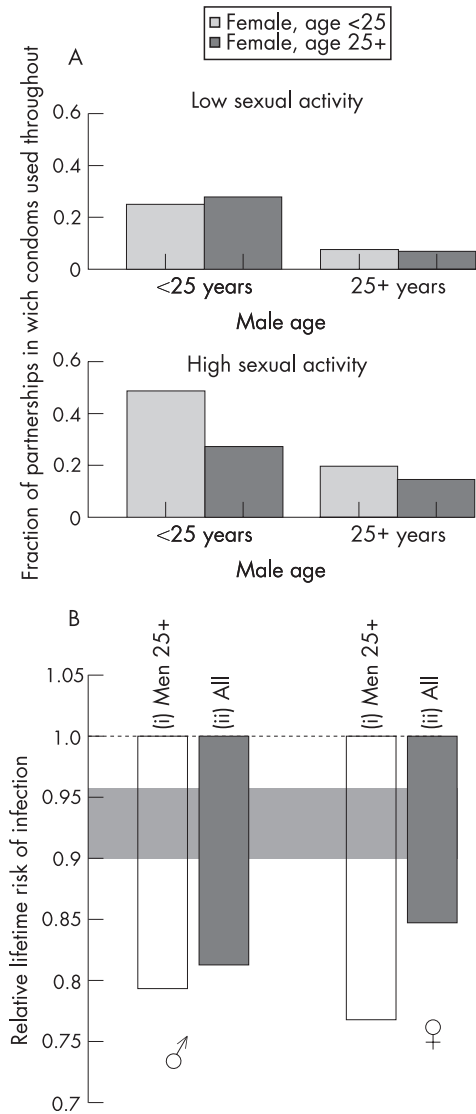 Female, age <25
Female, age 25+
A
Fraction of partnerships in wich condoms used throughout
Low sexual activity
0.6
0.4
0.2
0
<25 years
25+ years
Male age
High sexual activity
0.6
0.4
0.2
0
<25 years
25+ years
Male age
B
Relative lifetime risk of infection
(i) Men 25+
(ii) All
(i) Men 25+
(ii) All
1.05
1.0
0.95
0.9
0.85
0.8
0.75
0.7
♂
♀